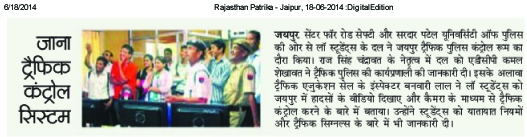 6/18/2014
Rajasthan Patrika - Jaipur, 18-06-2014 :DigitalEdition
जाना
ट्रैफिक
कंट्रोल
सिस्टम
जयपुर. सेंटर फॉर रोड सेफ्टी और सरदार पटेल यूनिवर्सिटी ऑफ पुलिस
की ओर से लॉ स्टूडेंट्स के दल ने जयपुर ट्रैफिक पुलिस कंट्रोल रूम का
दौरा किया। राज सिंह चंद्रावत के नेतृत्व में दल को एडीसीपी कमल
शेखावत ने ट्रैफिक पुलिस की कार्यप्रणाली की जानकारी दी। इसके अलावा
ट्रैफिक एजुकेशन सेल के इंस्पेक्टर बनवारी लाल ने लॉ स्टूडेंट्स को
जयपुर में हादसों के वीडियो दिखाए और कैमरा के माध्यम से ट्रैफिक
कंट्रोल करने के बारे में बताया। उन्होंने स्टूडेंट्स को यातायात नियमों
और ट्रैफिक सिग्नल्स के बारे में भी जानकारी दी।